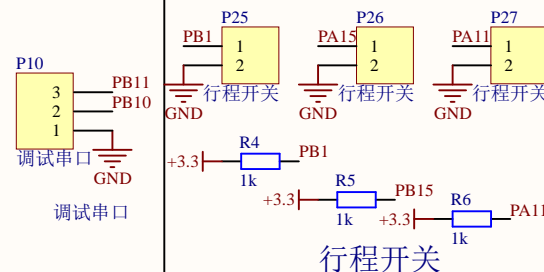 P10
3 PB11
2 PB10
1
调试串口
GND
调试串口
P25
PB1 1
2
行程开关
GND
P26
PA15 1
2
行程开关
GND
P27
PA11 1
2
行程开关
GND
+3.3 R4 PB1
1k
+3.3 R5 PB15
1k
+3.3 R6 PA11
1k
行程开关